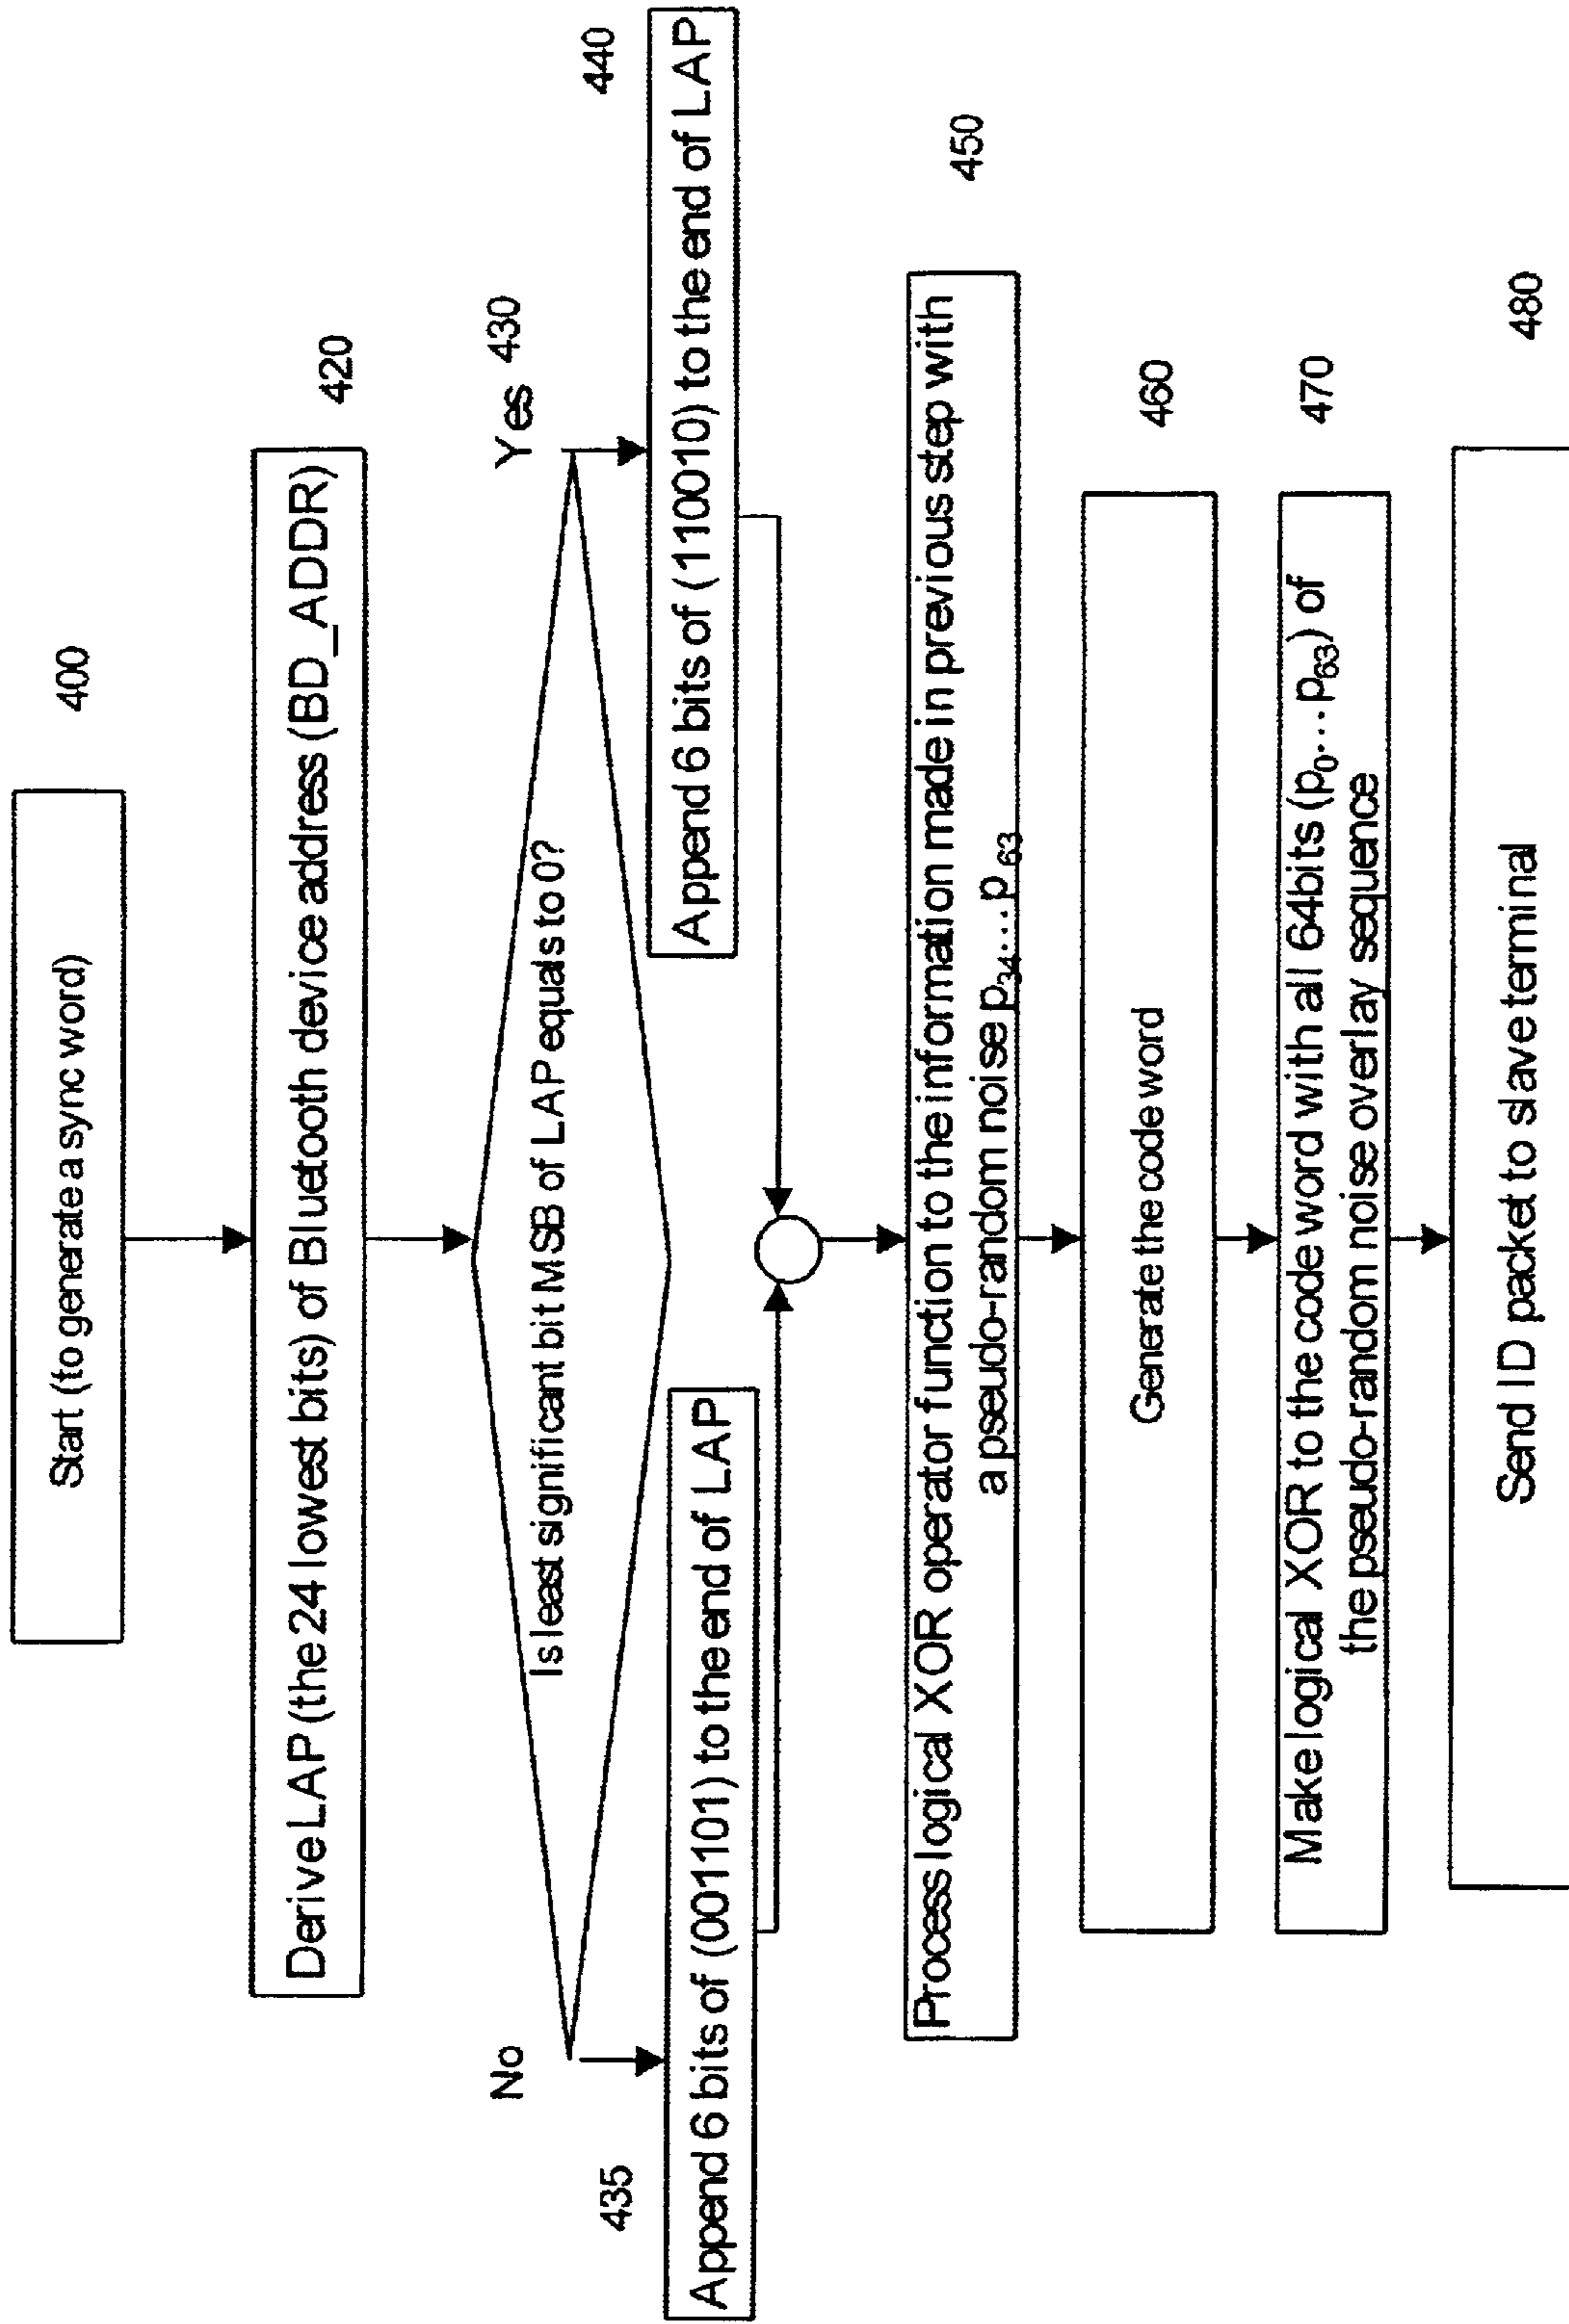 Start (to generate a sync word)
400
Derive LAP (the 24 lowest bits) of Bluetooth device address (BD_ADDR)
420
Is least significant bit MSB of LAP equals to 0?
No
Yes
430
435
Append 6 bits of (001101) to the end of LAP
440
Append 6 bits of (110010) to the end of LAP
Process logical XOR operator function to the information made in previous step with
a pseudo-random noise p34...p63
450
Generate the code word
460
Make logical XOR to the code word with all 64bits (p0...p63) of
the pseudo-random noise overlay sequence
470
Send ID packet to slave terminal
480